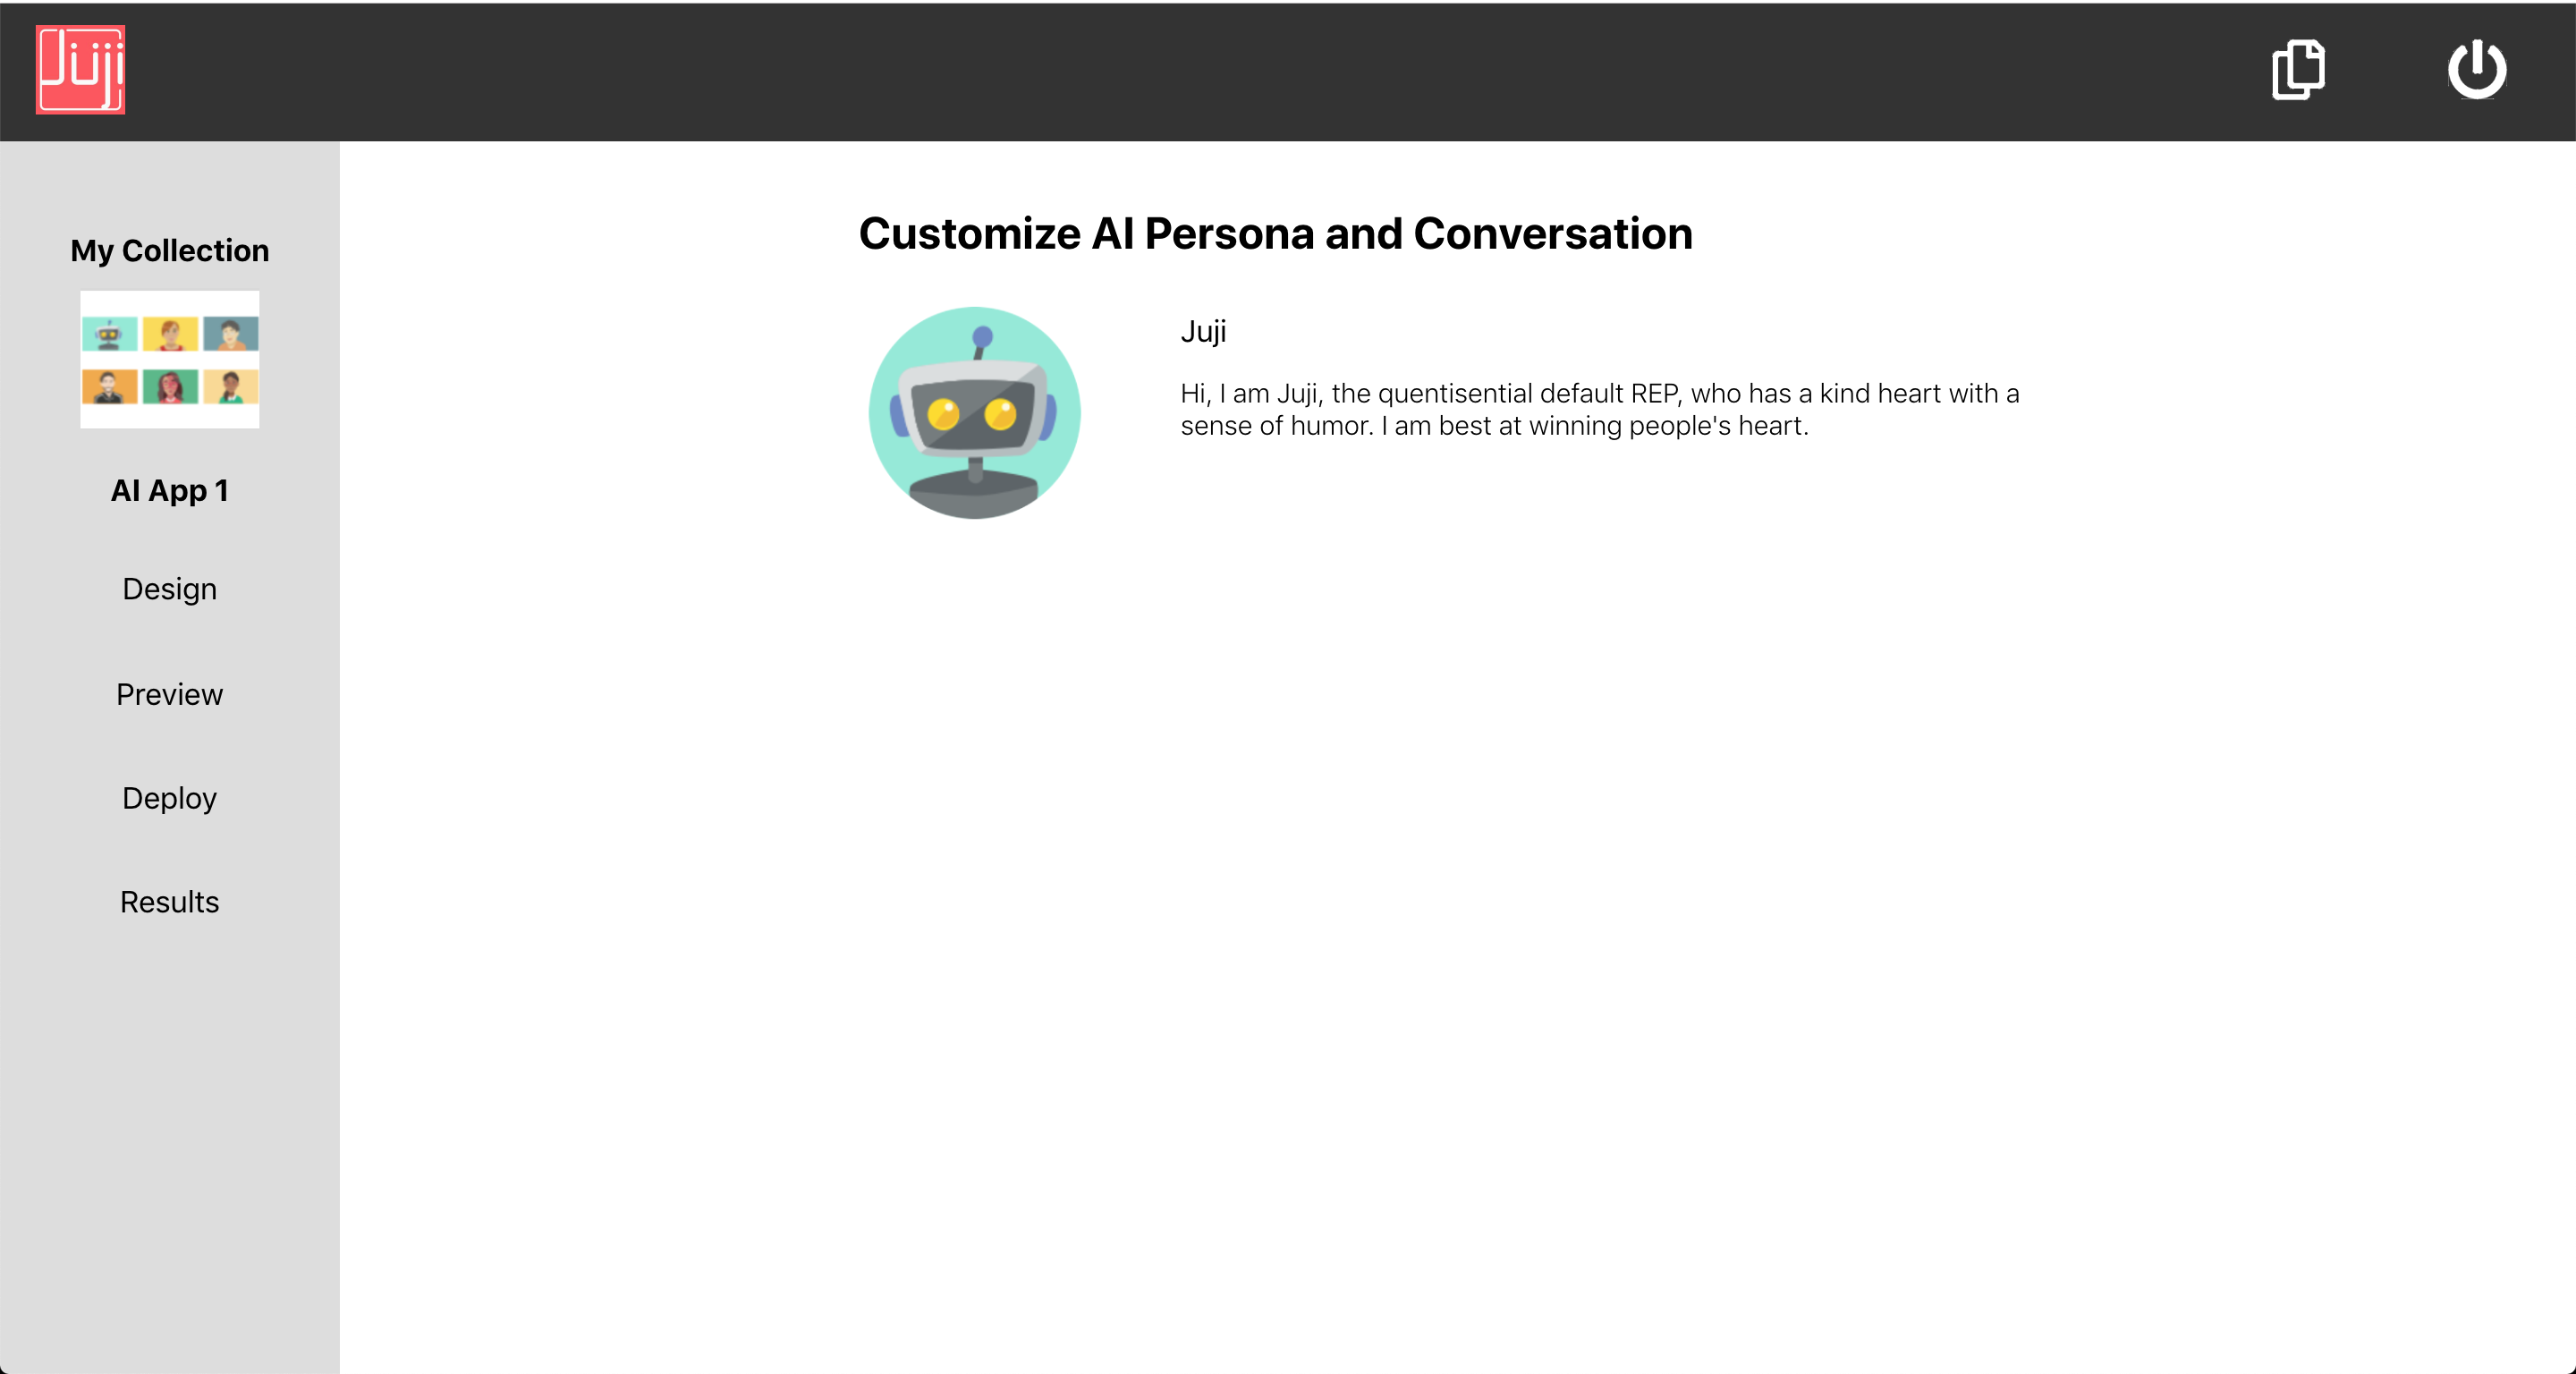 Juji
My Collection
AI App 1
Design
Preview
Deploy
Results
Customize AI Persona and Conversation
Juji
Hi, I am Juji, the quentisential default REP, who has a kind heart with a
sense of humor. I am best at winning people's heart.